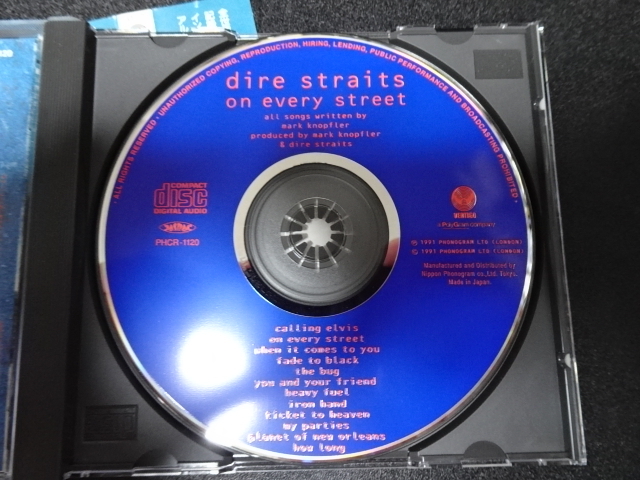 • ALL RIGHTS RESERVED • UNAUTHORIZED COPYING, REPRODUCTION, HIRING, LENDING, PUBLIC PERFORMANCE AND BROADCASTING PROHIBITED •
dire straits
on every street
all songs written by
mark knopfler
produced by mark knopfler
& dire straits
COMPACT
disc
DIGITAL AUDIO
PHCR-1120
VERTIGO
a PolyGram company
℗ 1991 PHONOGRAM LTD (LONDON)
© 1991 PHONOGRAM LTD (LONDON)
Manufactured and Distributed by
Nippon Phonogram co.,Ltd. Tokyo,
Made in Japan.
calling elvis
on every street
when it comes to you
fade to black
the bug
you and your friend
heavy fuel
iron hand
ticket to heaven
my parties
planet of new orleans
how long